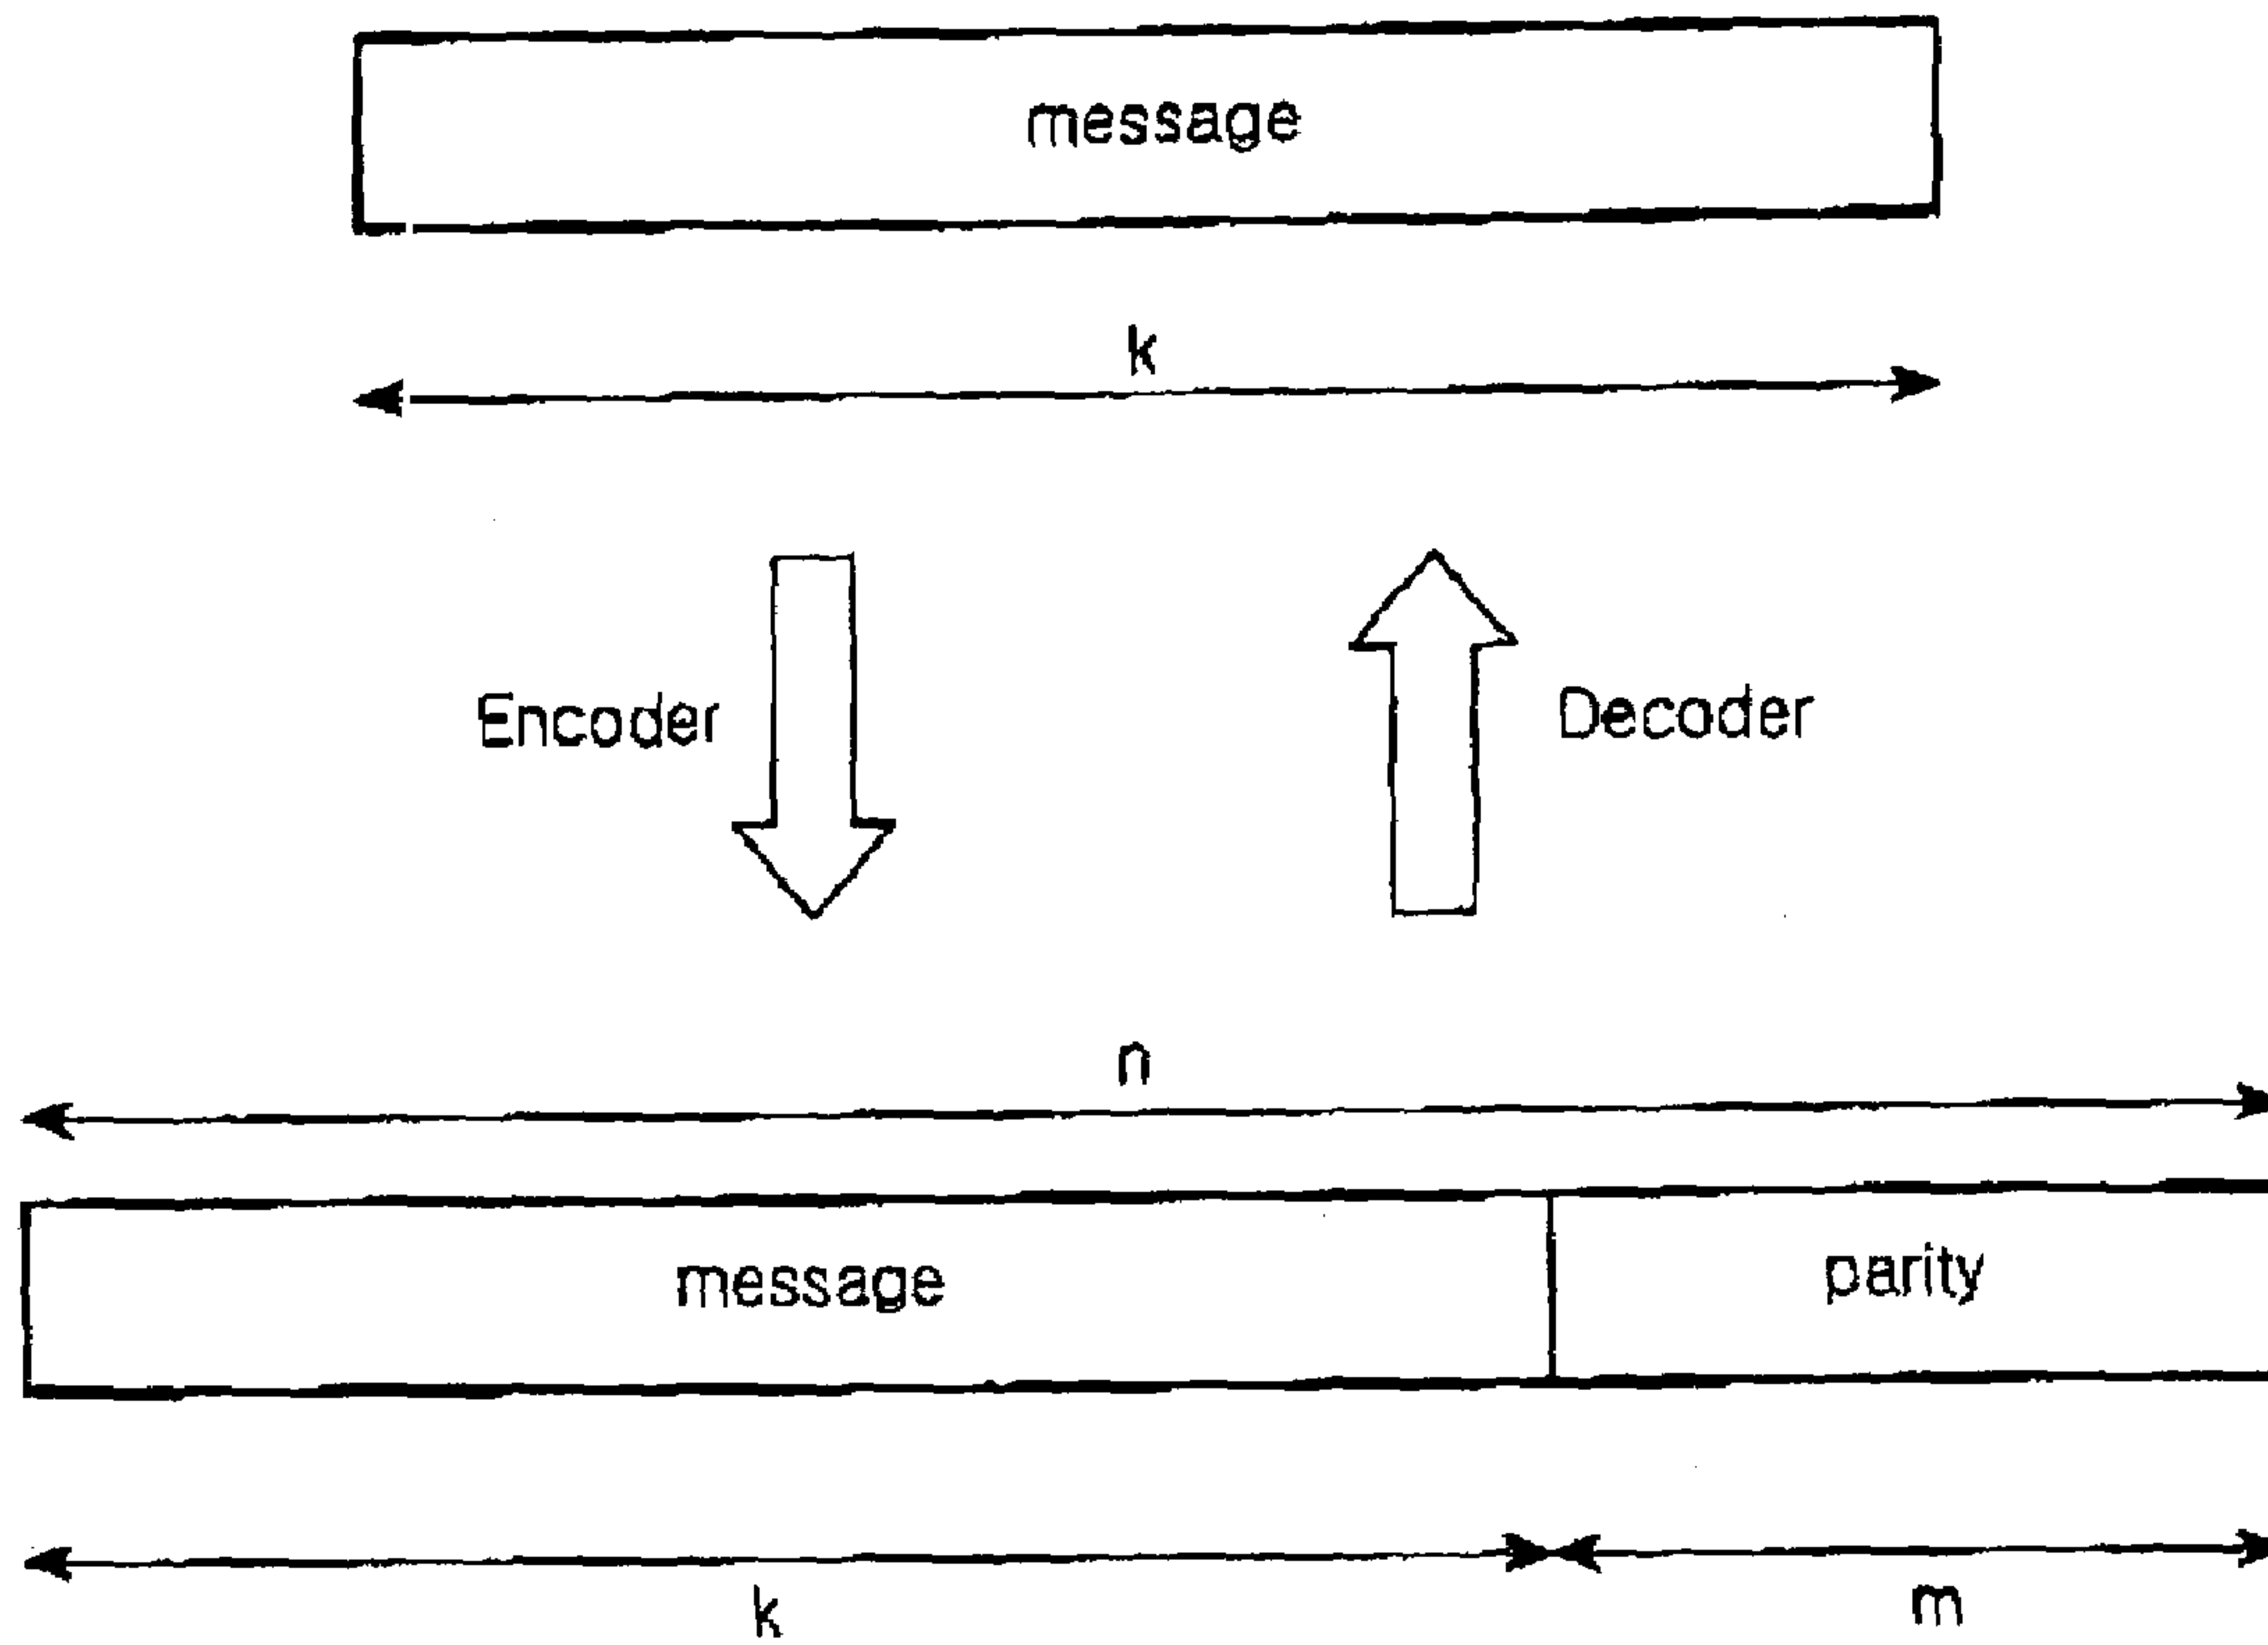 message
k
Encoder
Decoder
n
message
parity
k
m